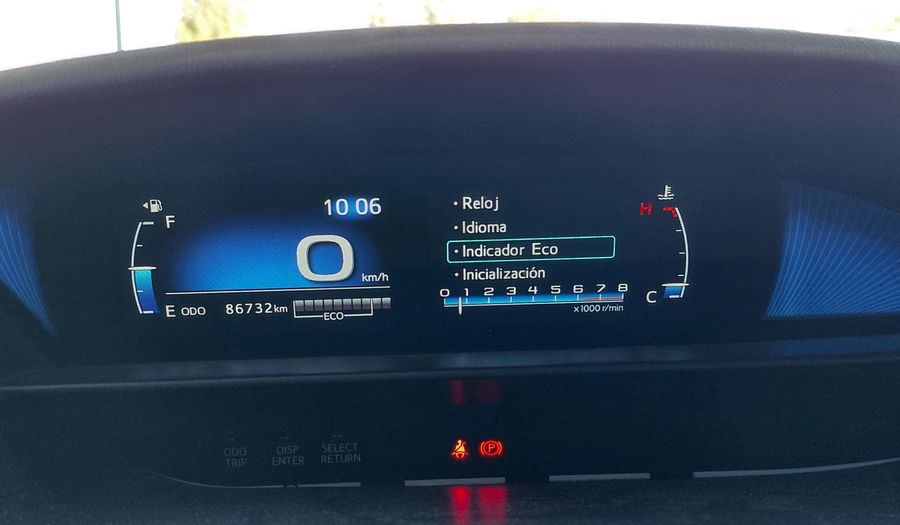 10 06
F
0
km/h
E ODO 86732km
ECO
· Reloj
· Idioma
· Indicador Eco
· Inicialización
0 1 2 3 4 5 6 7 8
x1000 r/min
H
C
ODO
TRIP
DISP
ENTER
SELECT
RETURN
P